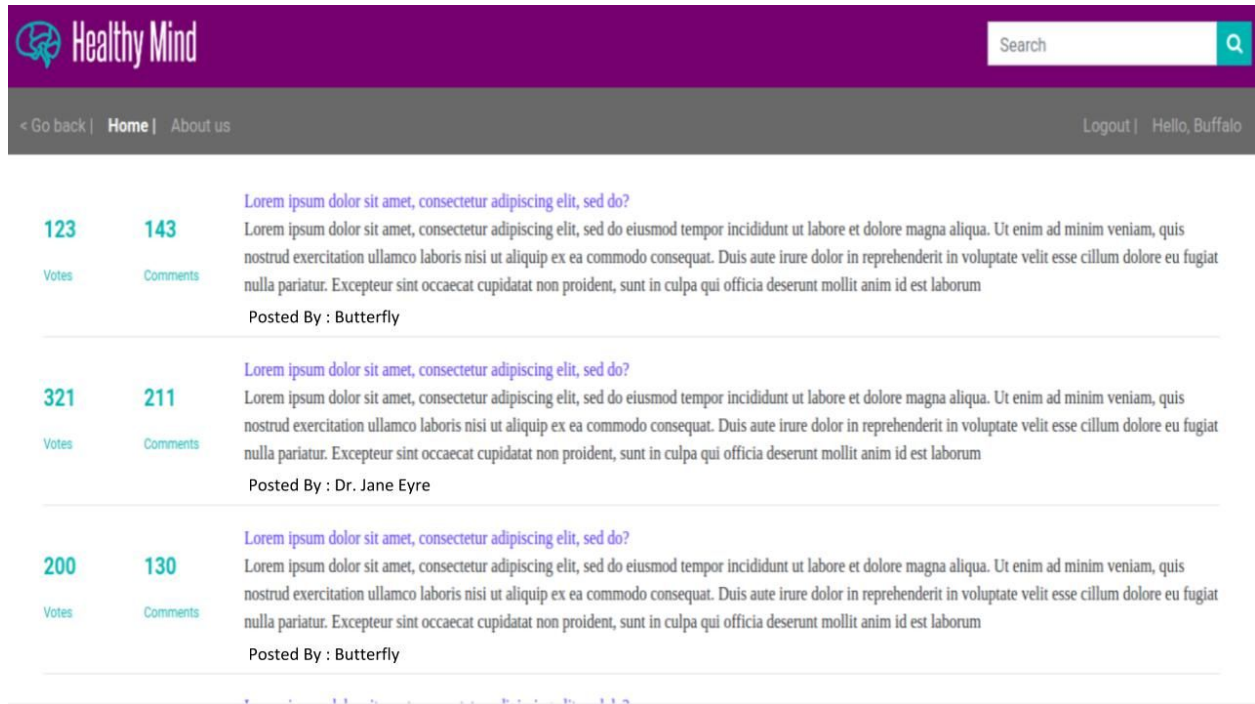 Healthy Mind
Search
< Go back | Home | About us
Logout | Hello, Buffalo
Lorem ipsum dolor sit amet, consectetur adipiscing elit, sed do?
123
143
Lorem ipsum dolor sit amet, consectetur adipiscing elit, sed do eiusmod tempor incididunt ut labore et dolore magna aliqua. Ut enim ad minim veniam, quis
nostrud exercitation ullamco laboris nisi ut aliquip ex ea commodo consequat. Duis aute irure dolor in reprehenderit in voluptate velit esse cillum dolore eu fugiat
Votes
Comments
nulla pariatur. Excepteur sint occaecat cupidatat non proident, sunt in culpa qui officia deserunt mollit anim id est laborum
Posted By : Butterfly
Lorem ipsum dolor sit amet, consectetur adipiscing elit, sed do?
321
211
Lorem ipsum dolor sit amet, consectetur adipiscing elit, sed do eiusmod tempor incididunt ut labore et dolore magna aliqua. Ut enim ad minim veniam, quis
nostrud exercitation ullamco laboris nisi ut aliquip ex ea commodo consequat. Duis aute irure dolor in reprehenderit in voluptate velit esse cillum dolore eu fugiat
Votes
Comments
nulla pariatur. Excepteur sint occaecat cupidatat non proident, sunt in culpa qui officia deserunt mollit anim id est laborum
Posted By : Dr. Jane Eyre
Lorem ipsum dolor sit amet, consectetur adipiscing elit, sed do?
200
130
Lorem ipsum dolor sit amet, consectetur adipiscing elit, sed do eiusmod tempor incididunt ut labore et dolore magna aliqua. Ut enim ad minim veniam, quis
nostrud exercitation ullamco laboris nisi ut aliquip ex ea commodo consequat. Duis aute irure dolor in reprehenderit in voluptate velit esse cillum dolore eu fugiat
Votes
Comments
nulla pariatur. Excepteur sint occaecat cupidatat non proident, sunt in culpa qui officia deserunt mollit anim id est laborum
Posted By : Butterfly